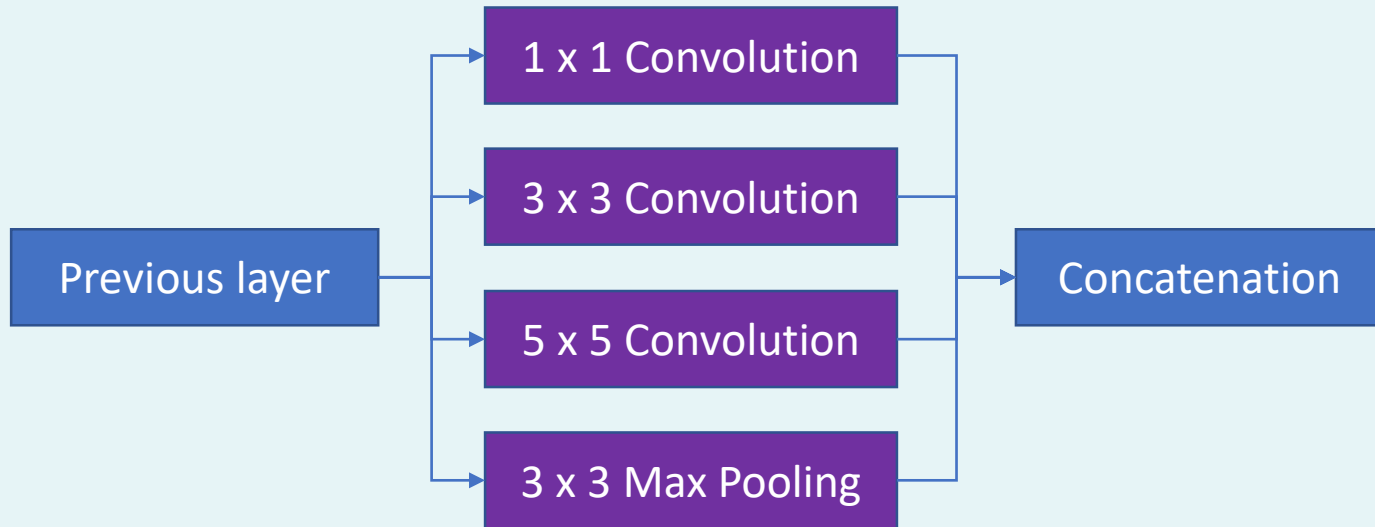 1 x 1 Convolution
3 x 3 Convolution
Previous layer
Concatenation
5 x 5 Convolution
3 x 3 Max Pooling